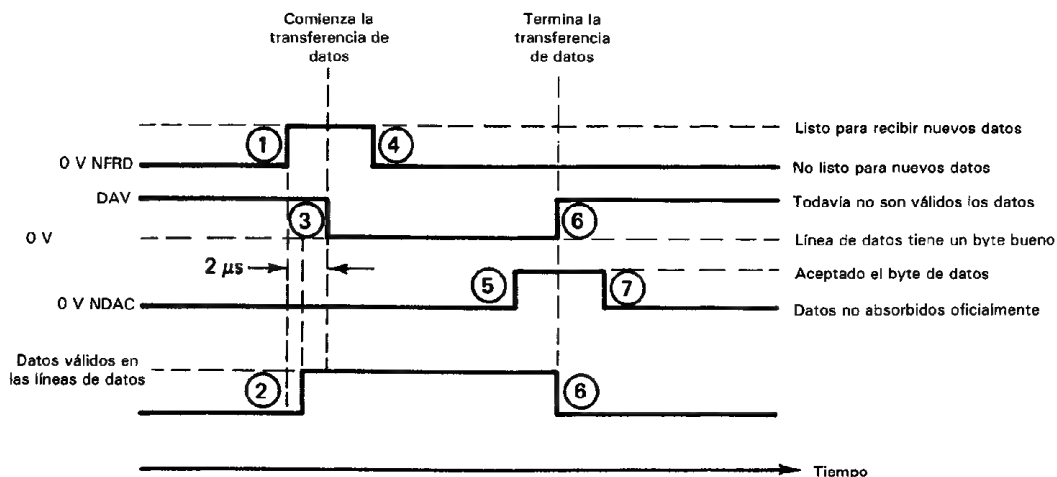 Comienza la
transferencia de
datos
Termina la
transferencia
de datos
1
4
Listo para recibir nuevos datos
0 V NFRD
No listo para nuevos datos
DAV
3
6
Todavía no son válidos los datos
0 V
Línea de datos tiene un byte bueno
2 μs
Aceptado el byte de datos
5
7
0 V NDAC
Datos no absorbidos oficialmente
Datos válidos en
las líneas de datos
2
6
Tiempo